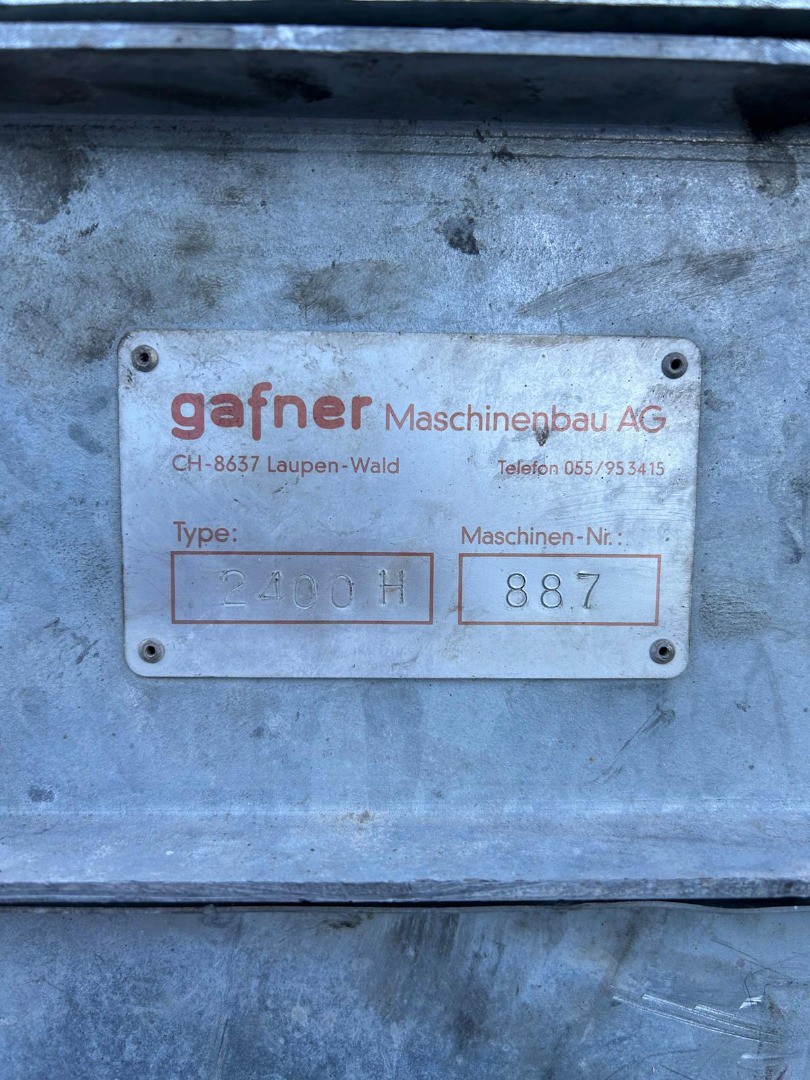 gafner Maschinenbau AG
CH-8637 Laupen-Wald Telefon 055/95 34 15
Type: Maschinen-Nr.:
2400 H 887